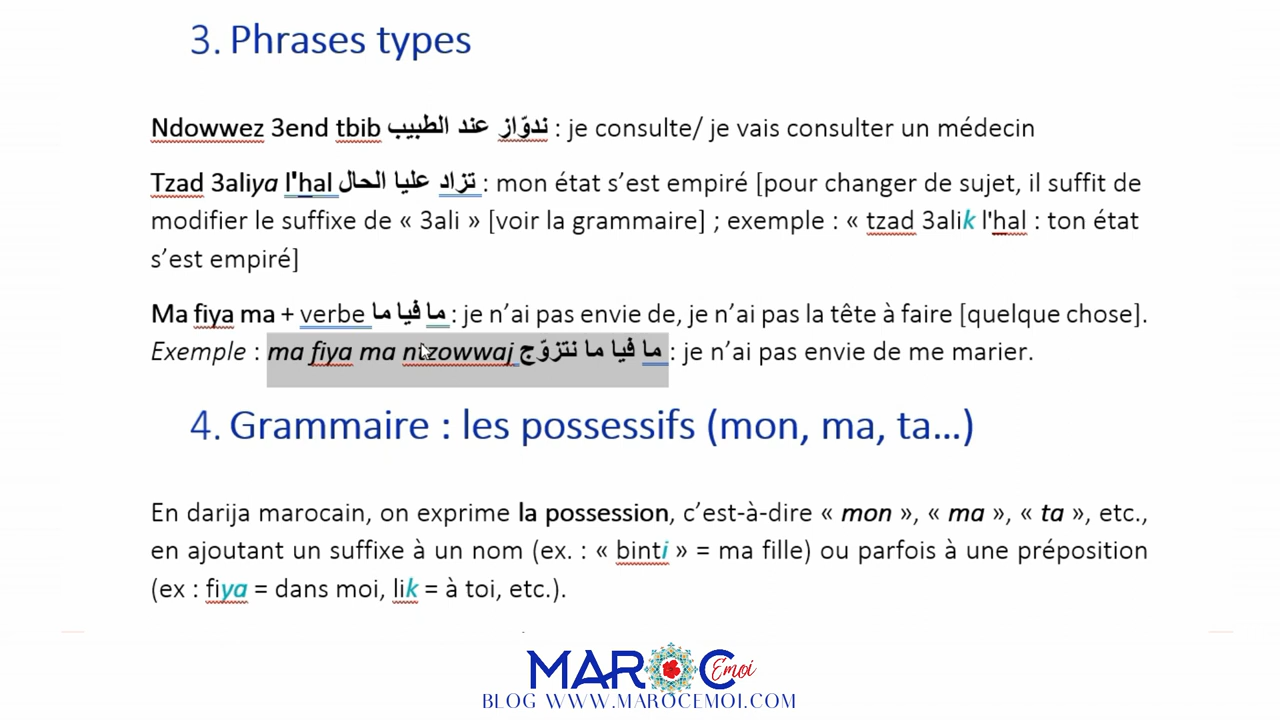 3. Phrases types
Ndowwez 3end tbib ندوّاز عند الطبيب : je consulte/ je vais consulter un médecin
Tzad 3aliya l'hal تزاد عليا الحال : mon état s’est empiré [pour changer de sujet, il suffit de
modifier le suffixe de « 3ali » [voir la grammaire] ; exemple : « tzad 3alik l'hal : ton état
s’est empiré]
Ma fiya ma + verbe ما فيا ما : je n’ai pas envie de, je n’ai pas la tête à faire [quelque chose].
Exemple : ma fiya ma ntzowwaj ما فيا ما نتزوّج : je n’ai pas envie de me marier.
4. Grammaire : les possessifs (mon, ma, ta…)
En darija marocain, on exprime la possession, c’est-à-dire « mon », « ma », « ta », etc.,
en ajoutant un suffixe à un nom (ex. : « binti » = ma fille) ou parfois à une préposition
(ex : fiya = dans moi, lik = à toi, etc.).
MAROC Emoi
BLOG WWW.MAROCEMOI.COM